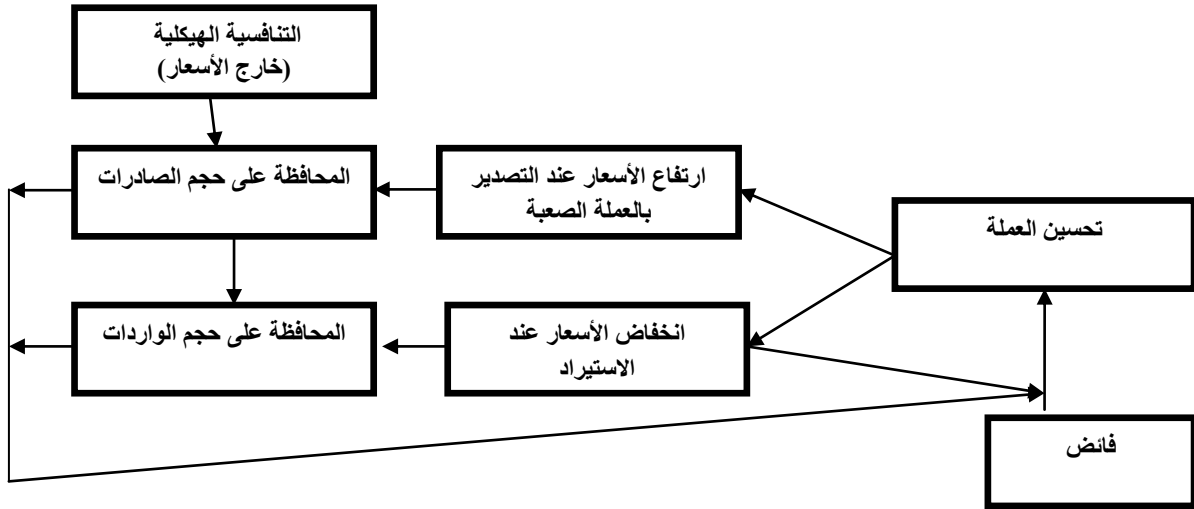 التنافسية الهيكلية
(خارج الأسعار)
المحافظة على حجم الصادرات
ارتفاع الأسعار عند التصدير
بالعملة الصعبة
تحسين العملة
المحافظة على حجم الواردات
انخفاض الأسعار عند
الاستيراد
فائض